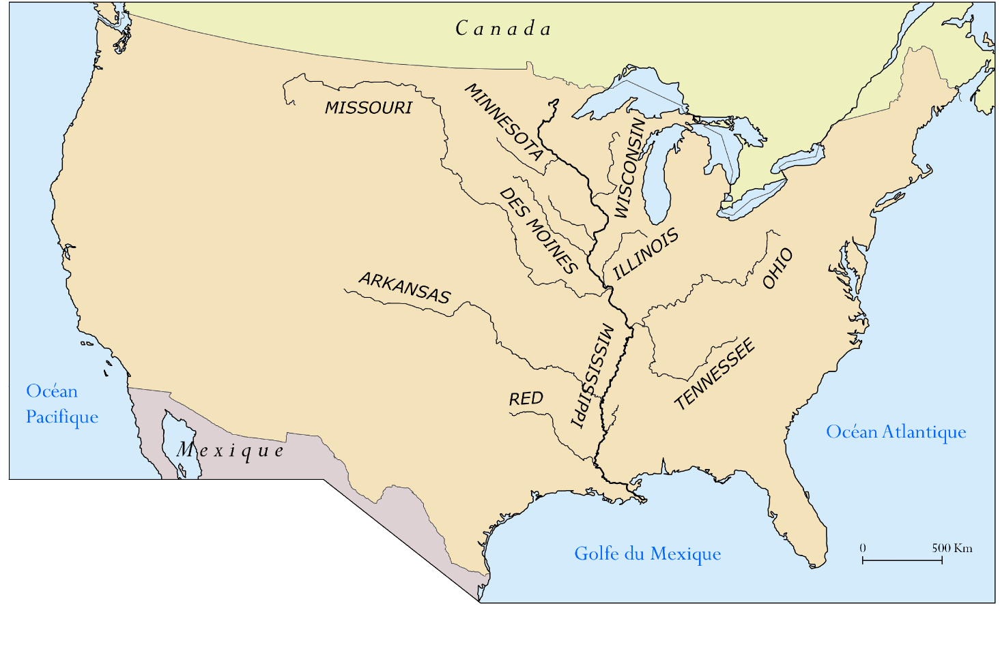 Canada
MISSOURI
MINNESOTA
WISCONSIN
DES MOINES
ILLINOIS
OHIO
ARKANSAS
MISSISSIPPI
TENNESSEE
RED
Océan
Pacifique
Mexique
Océan Atlantique
Golfe du Mexique
0 500 Km